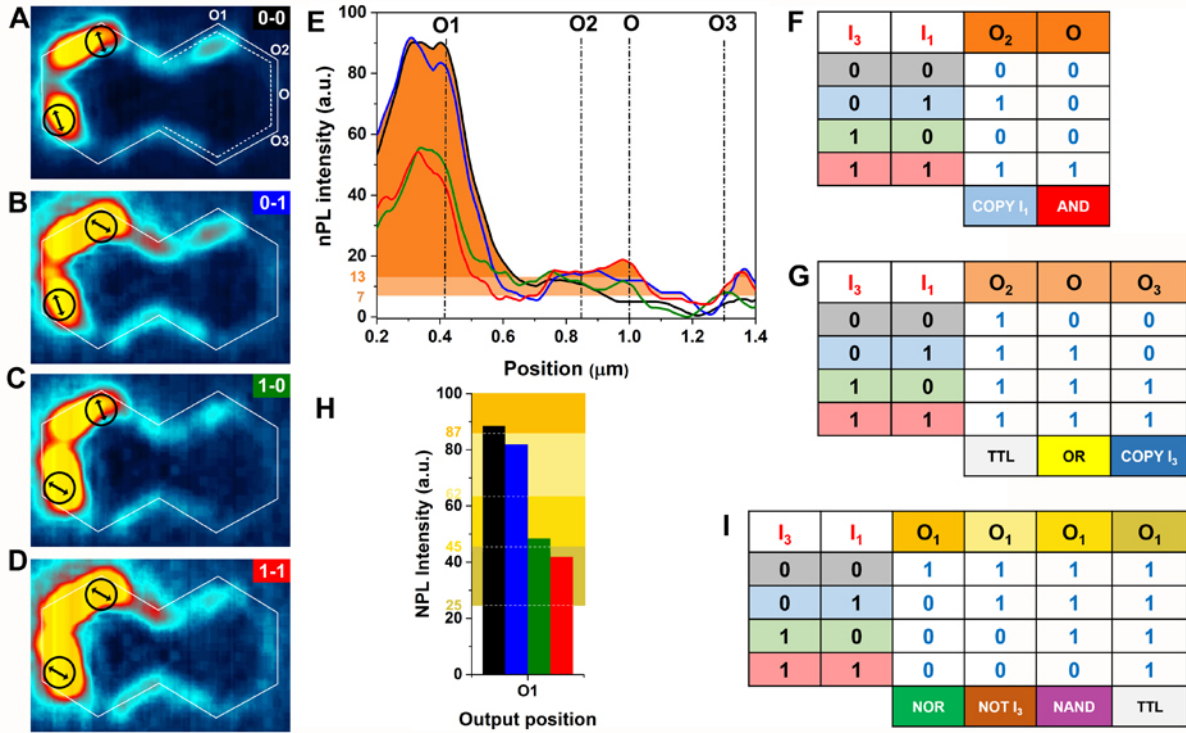 A
0-0
O1
O2
O
O3
B
0-1
C
1-0
D
1-1
E
100
80
60
40
20
13
7
0
nPL intensity (a.u.)
O1 O2 O O3
0.2 0.4 0.6 0.8 1.0 1.2 1.4
Position (μm)
F
I₃ I₁ O₂ O
0 0 0 0
0 1 1 0
1 0 0 0
1 1 1 1
COPY I₁ AND
G
I₃ I₁ O₂ O O₃
0 0 1 0 0
0 1 1 1 0
1 0 1 1 1
1 1 1 1 1
TTL OR COPY I₃
H
100
87
80
62
60
45
40
25
20
0
NPL Intensity (a.u.)
O1
Output position
I
I₃ I₁ O₁ O₁ O₁ O₁
0 0 1 1 1 1
0 1 0 1 1 1
1 0 0 0 1 1
1 1 0 0 0 1
NOR NOT I₃ NAND TTL